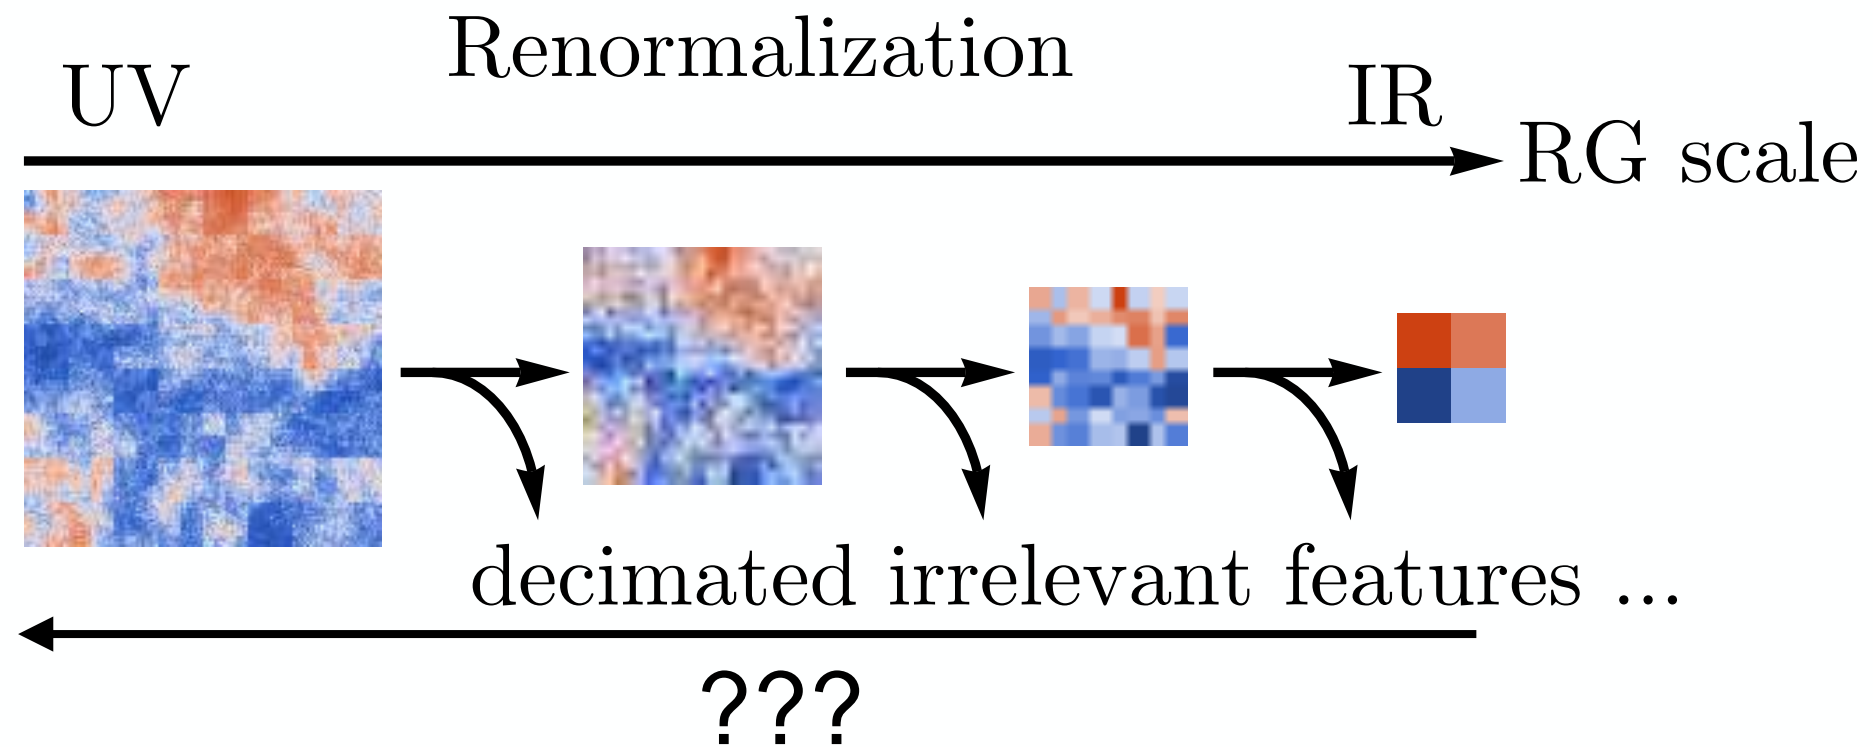 Renormalization
UV
IR
RG scale
decimated irrelevant features ...
???